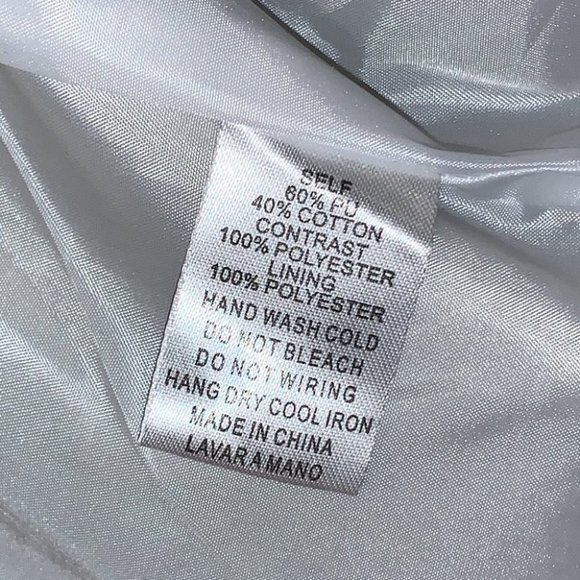 SELF
60% PU
40% COTTON
CONTRAST
100% POLYESTER
LINING
100% POLYESTER
HAND WASH COLD
DO NOT BLEACH
DO NOT WIRING
HANG DRY COOL IRON
MADE IN CHINA
LAVAR A MANO